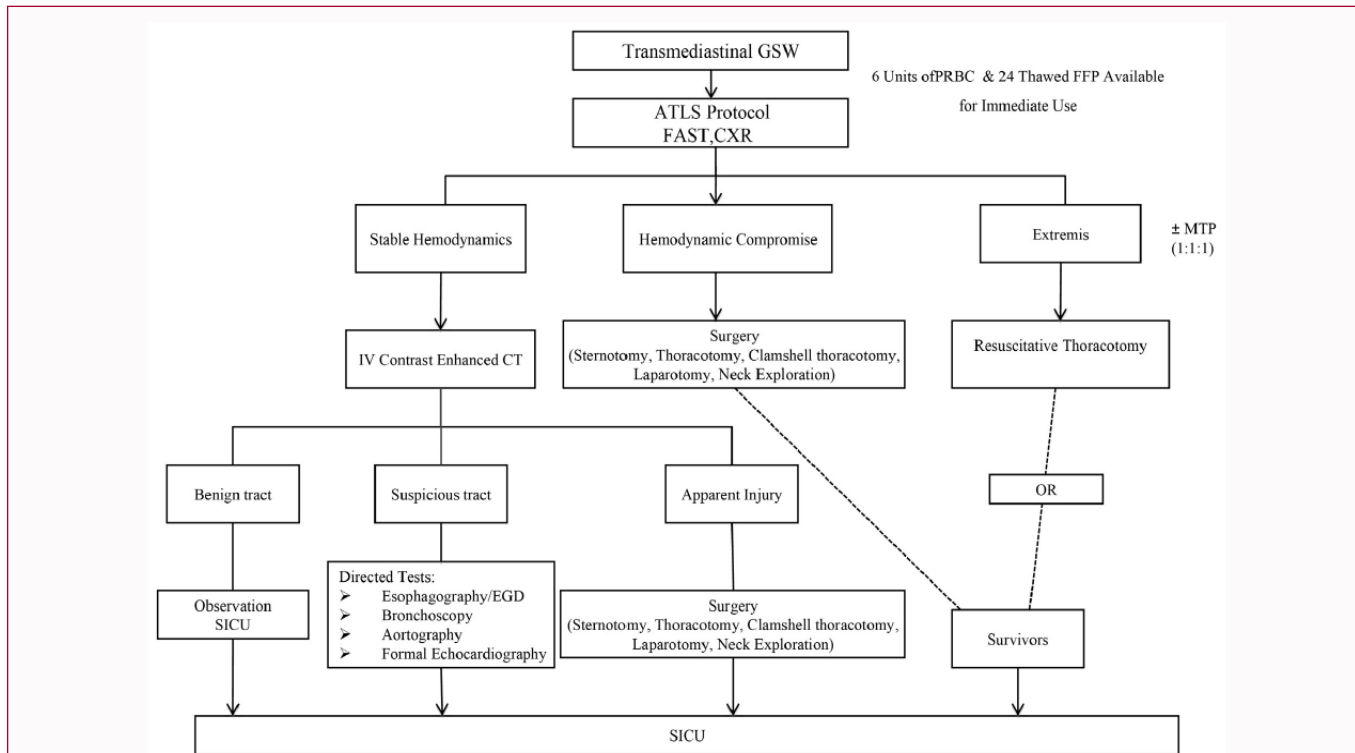 Transmediastinal GSW
6 Units ofPRBC & 24 Thawed FFP Available
for Immediate Use
ATLS Protocol
FAST,CXR
Stable Hemodynamics
Hemodynamic Compromise
Extremis
± MTP
(1:1:1)
IV Contrast Enhanced CT
Surgery
(Sternotomy, Thoracotomy, Clamshell thoracotomy,
Laparotomy, Neck Exploration)
Resuscitative Thoracotomy
Benign tract
Suspicious tract
Apparent Injury
OR
Observation
SICU
Directed Tests:
➢ Esophagography/EGD
➢ Bronchoscopy
➢ Aortography
➢ Formal Echocardiography
Surgery
(Sternotomy, Thoracotomy, Clamshell thoracotomy,
Laparotomy, Neck Exploration)
Survivors
SICU